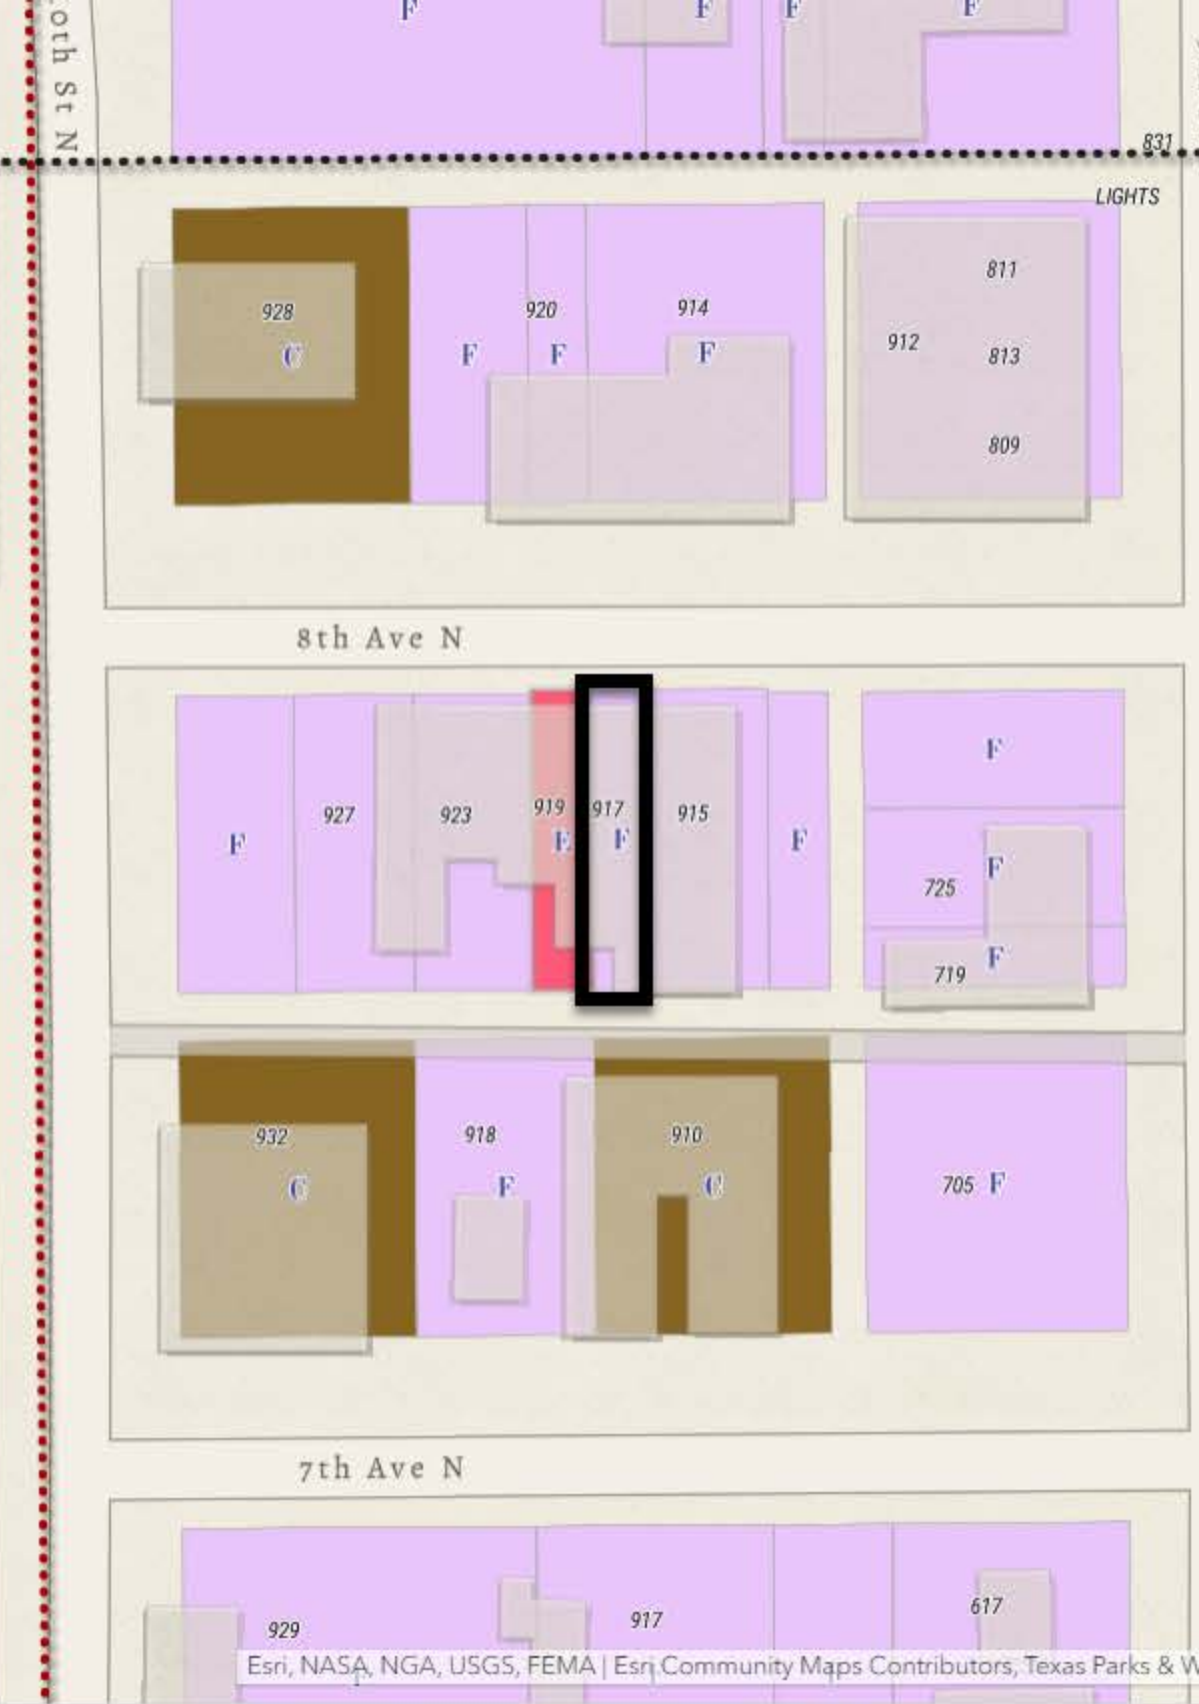 F F F F
831
LIGHTS
oth St N
928 920 914 811
912 813
C F F F
809
8th Ave N
F
919 917
927 923 915
F E F F
F
725
F
719
932 918 910
C F C 705 F
7th Ave N
929 917 617
Esri, NASA, NGA, USGS, FEMA | Esri Community Maps Contributors, Texas Parks & W